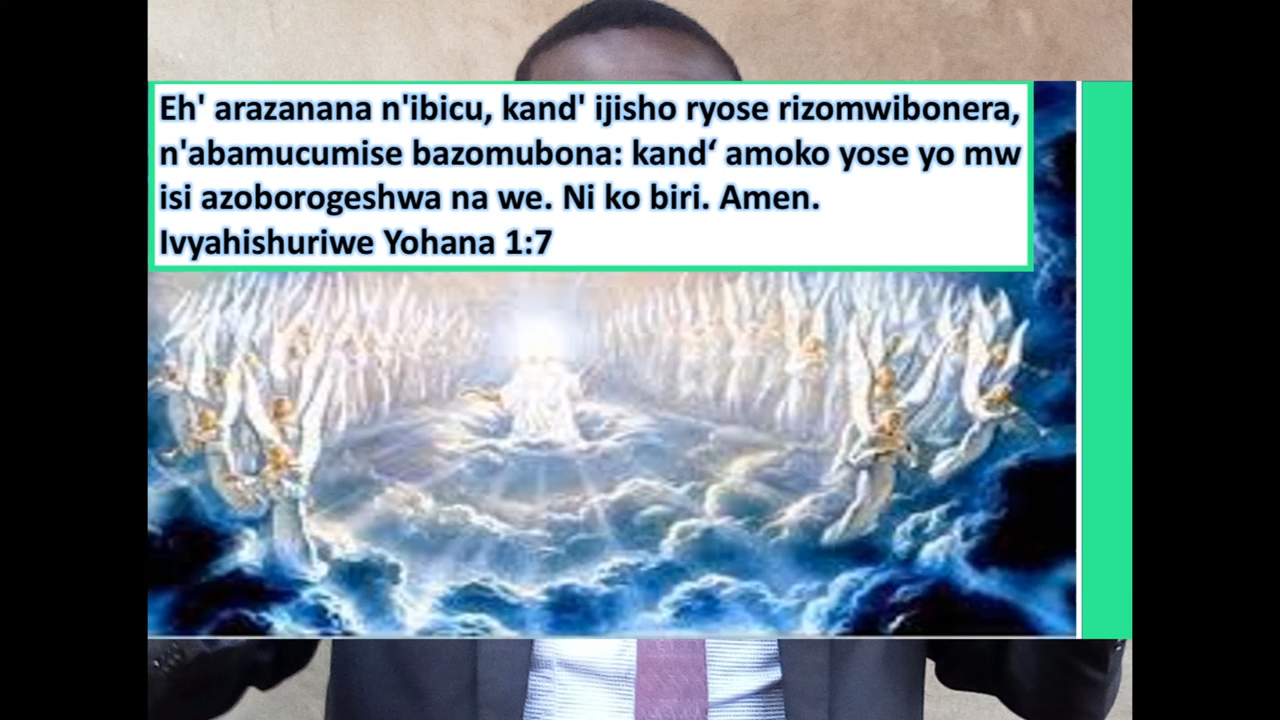 Eh' arazanana n'ibicu, kand' ijisho ryose rizomwibonera,
n'abamucumise bazomubona: kand‘ amoko yose yo mw
isi azoborogeshwa na we. Ni ko biri. Amen.
Ivyahishuriwe Yohana 1:7